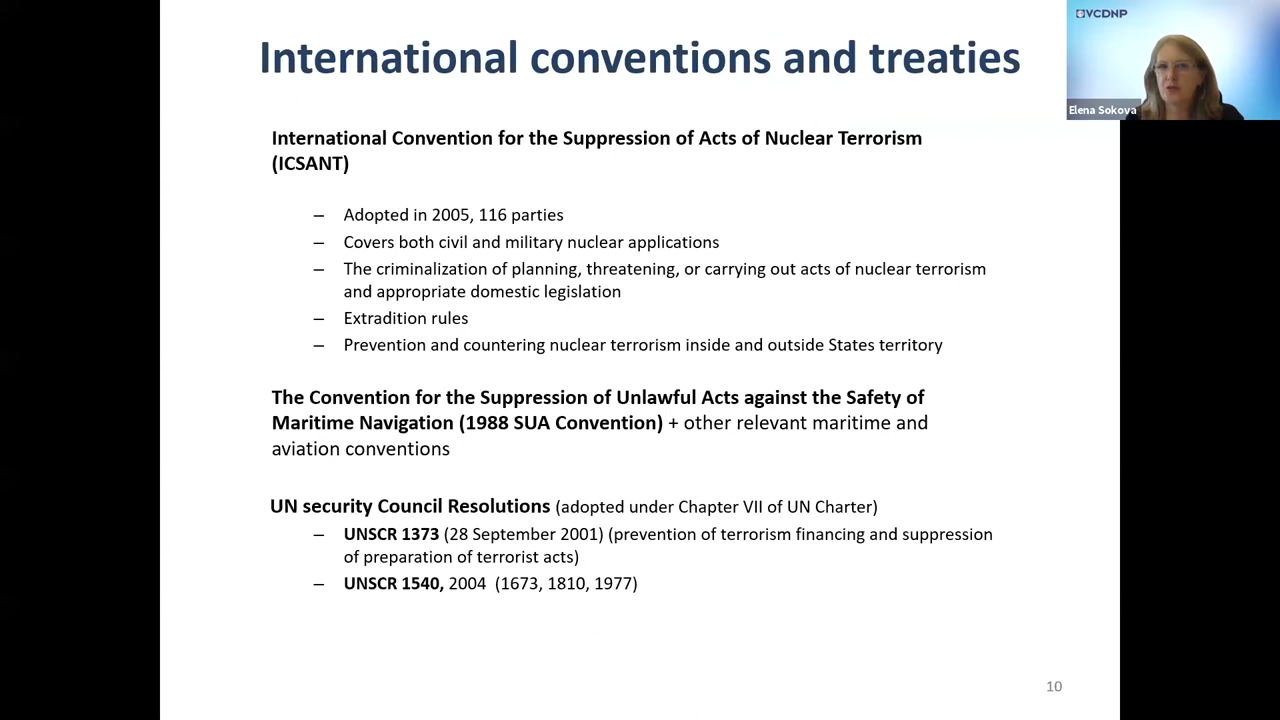 International conventions and treaties
VCDNP
Elena Sokova
International Convention for the Suppression of Acts of Nuclear Terrorism
(ICSANT)
– Adopted in 2005, 116 parties
– Covers both civil and military nuclear applications
– The criminalization of planning, threatening, or carrying out acts of nuclear terrorism
and appropriate domestic legislation
– Extradition rules
– Prevention and countering nuclear terrorism inside and outside States territory
The Convention for the Suppression of Unlawful Acts against the Safety of
Maritime Navigation (1988 SUA Convention) + other relevant maritime and
aviation conventions
UN security Council Resolutions (adopted under Chapter VII of UN Charter)
– UNSCR 1373 (28 September 2001) (prevention of terrorism financing and suppression
of preparation of terrorist acts)
– UNSCR 1540, 2004 (1673, 1810, 1977)
10